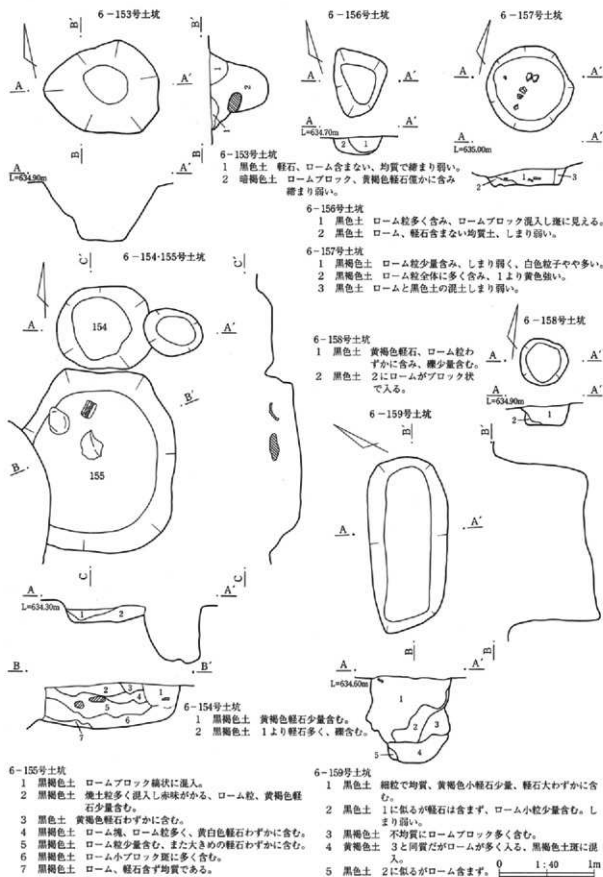 6-153号土坑
B
B′
A
A′
A
A′
L=634.90m
B
B′
1
2
1
6-156号土坑
A
A′
A
A′
L=634.70m
2
1
6-157号土坑
A
A′
A
A′
L=635.00m
2
1
3
6-153号土坑
1 黒色土 軽石、ローム含まない、均質で締まり弱い。
2 暗褐色土 ロームブロック、黄褐色軽石僅かに含み
締まり弱い。
6-156号土坑
1 黒色土 ローム粒多く含み、ロームブロック混入し斑に見える。
2 黒色土 ローム、軽石含まない均質土、しまり弱い。
6-157号土坑
1 黒褐色土 ローム粒少量含み、しまり弱く、白色粒子やや多い。
2 黒褐色土 ローム粒全体に多く含み、1より黄色強い。
3 黒色土 ロームと黒色土の混土しまり弱い。
6-154・155号土坑
C
C′
A
154
A′
B′
B
155
C
C′
A
A′
L=634.30m
1
2
B
B′
2
3
1
4
5
6
7
6-158号土坑
1 黒色土 黄褐色軽石、ローム粒わ
ずかに含み、礫少量含む。
2 黒色土 2にロームがブロック状
で入る。
6-158号土坑
A
A′
A
A′
L=634.90m
2
1
6-159号土坑
B′
B′
A
A′
B
B
A
A′
L=634.60m
1
2
3
4
5
6-154号土坑
1 黒褐色土 黄褐色軽石少量含む。
2 黒褐色土 1より軽石多く、礫含む。
6-155号土坑
1 黒褐色土 ロームブロック縞状に混入。
2 黒褐色土 焼土粒多く混入し赤味がかる、ローム粒、黄褐色軽
石少量含む。
3 黒色土 黄褐色軽石わずかに含む。
4 黒褐色土 ローム塊、ローム粒多く、黄白色軽石わずかに含む。
5 黒褐色土 ローム粒少量含む、また大きめの軽石わずかに含む。
6 黒褐色土 ローム小ブロック斑に多く含む。
7 黒褐色土 ローム、軽石含まず均質である。
6-159号土坑
1 黒色土 細粒で均質、黄褐色小軽石少量、軽石大わずかに含
む。
2 黒色土 1に似るが軽石は含まず、ローム小粒少量含む。し
まり弱い。
3 黒褐色土 不均質にロームブロック多く含む。
4 黄褐色土 3と同質だがロームが多く入る、黒褐色土斑に混
入。
5 黒色土 2に似るがローム含まず。
0 1:40 1m